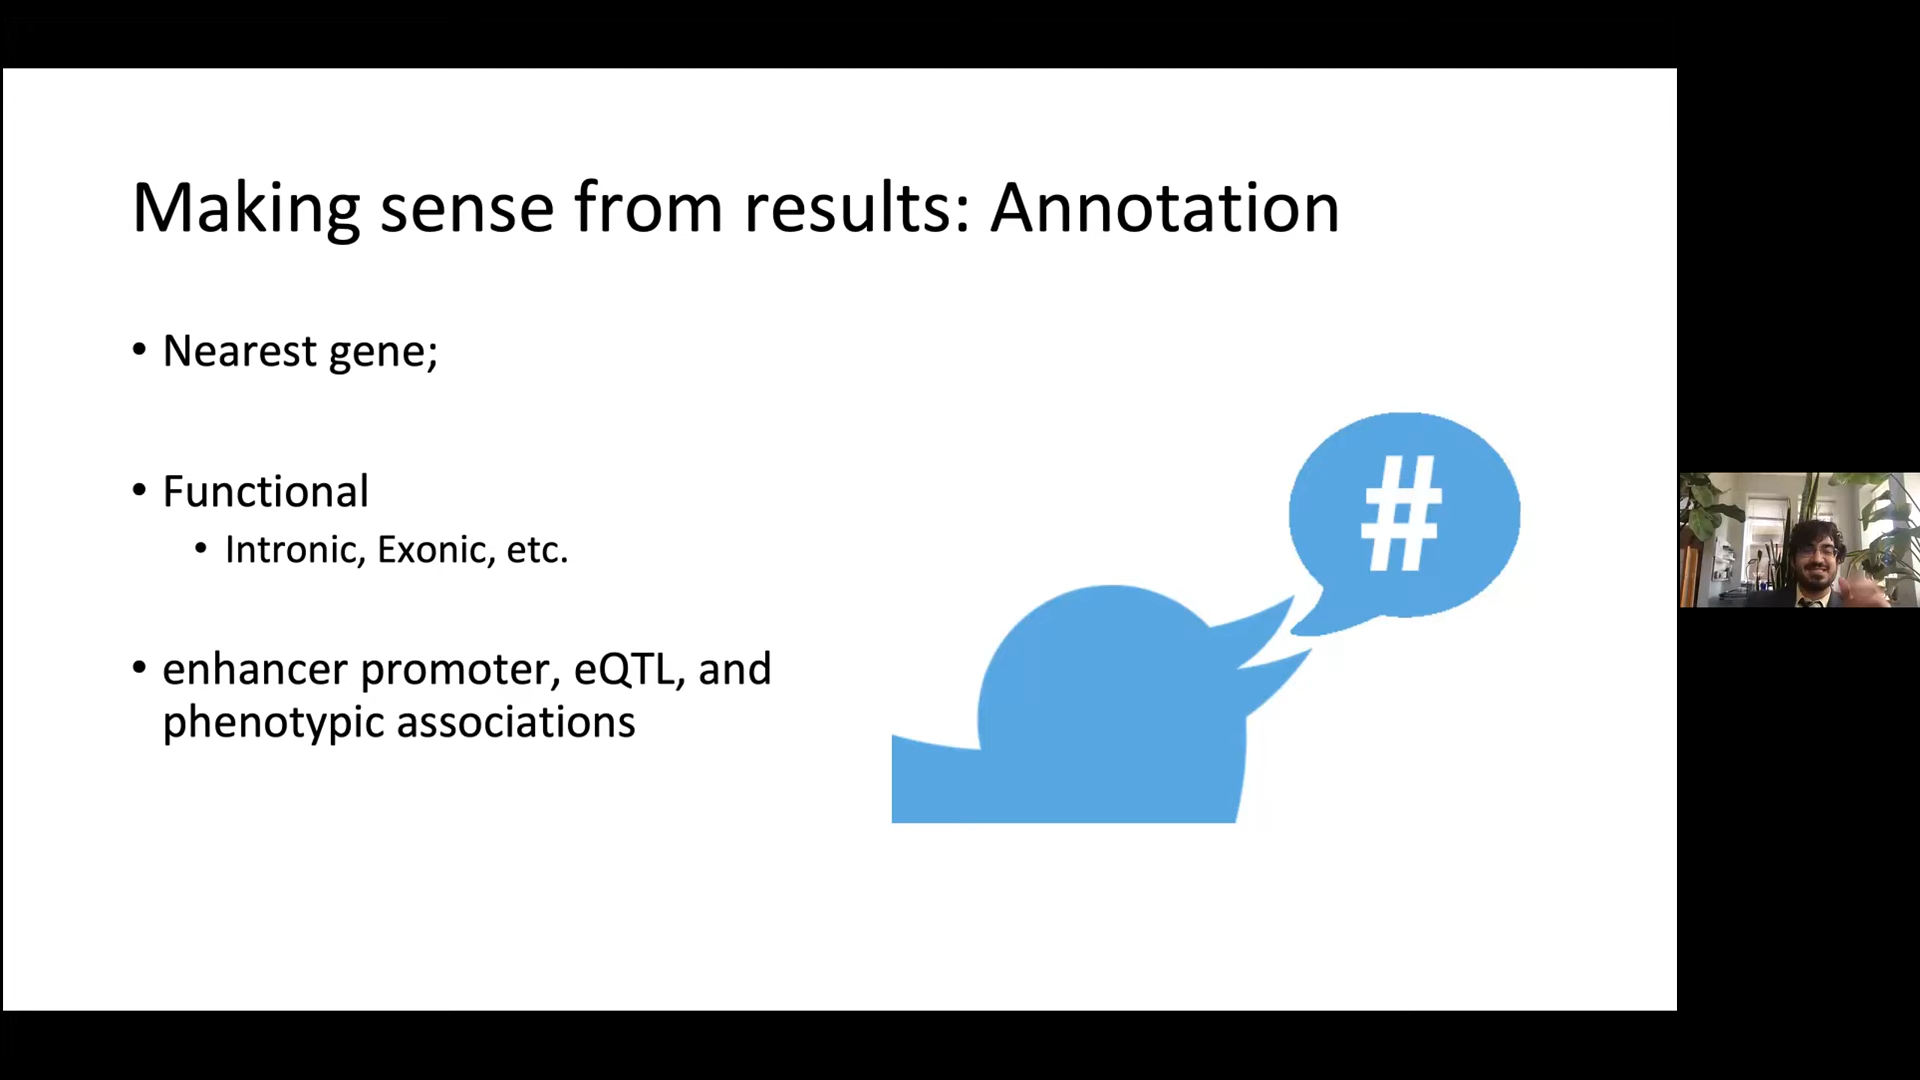 Making sense from results: Annotation
• Nearest gene;
• Functional
• Intronic, Exonic, etc.
• enhancer promoter, eQTL, and
phenotypic associations
#